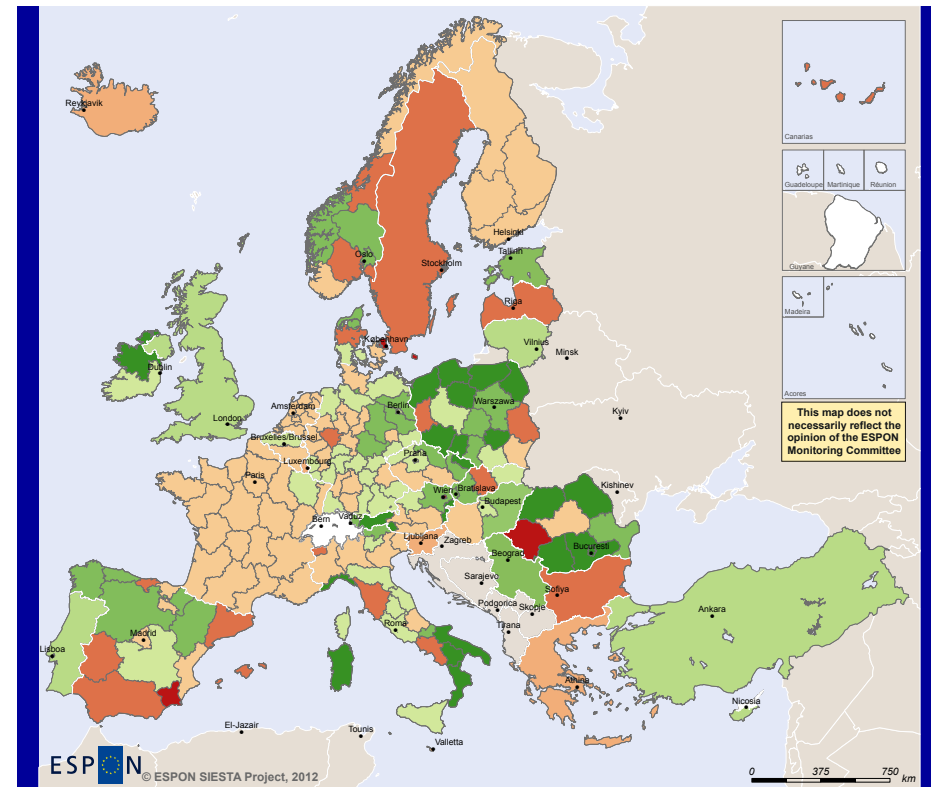 Reykjavik
Canarias
Guadeloupe
Martinique
Réunion
Guyane
Madeira
Acores
This map does not
necessarily reflect the
opinion of the ESPON
Monitoring Committee
Helsinki
Oslo
Tallinn
Stockholm
Riga
København
Vilnius
Minsk
Dublin
Amsterdam
Berlin
Warszawa
London
Kyiv
Bruxelles/Brussel
Praha
Luxembourg
Paris
Wien
Bratislava
Kishinev
Budapest
Bern
Vaduz
Ljubljana
Zagreb
Bucuresti
Beograd
Sarajevo
Sofiya
Podgorica
Skopje
Ankara
Roma
Tirana
Madrid
Lisboa
Athina
Nicosia
El-Jazair
Tounis
Valletta
ESPON
© ESPON SIESTA Project, 2012
0 375 750
km